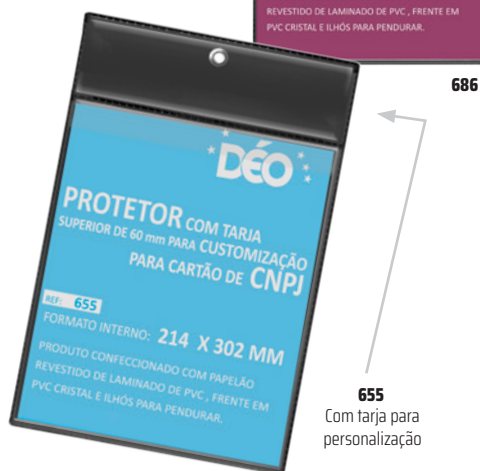 REVESTIDO DE LAMINADO DE PVC , FRENTE EM
PVC CRISTAL E ILHÓS PARA PENDURAR.
686
DÉO
PROTETOR COM TARJA
SUPERIOR DE 60 mm PARA CUSTOMIZAÇÃO
PARA CARTÃO DE CNPJ
REF: 655
FORMATO INTERNO: 214 X 302 MM
PRODUTO CONFECCIONADO COM PAPELÃO
REVESTIDO DE LAMINADO DE PVC , FRENTE EM
PVC CRISTAL E ILHÓS PARA PENDURAR.
655
Com tarja para
personalização